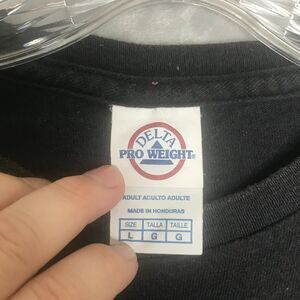 DELTA
PRO WEIGHT®
ADULT ADULTO ADULTE
MADE IN HONDURAS
SIZE TALLA TAILLE
L G G